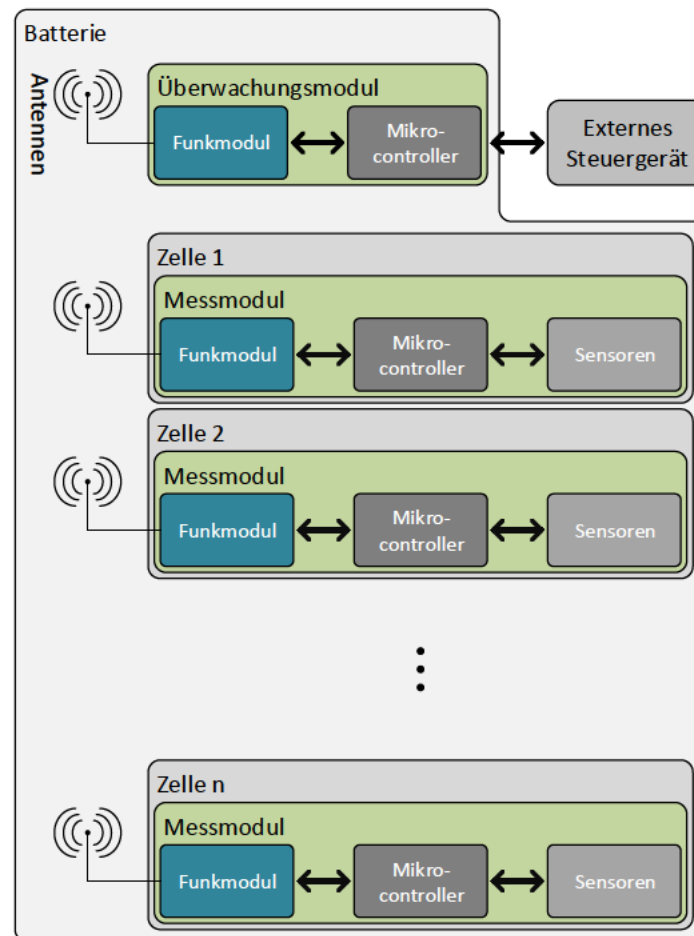 Batterie
Antennen
Überwachungsmodul
Funkmodul
Mikro-
controller
Externes
Steuergerät
Zelle 1
Messmodul
Funkmodul
Mikro-
controller
Sensoren
Zelle 2
Messmodul
Funkmodul
Mikro-
controller
Sensoren
Zelle n
Messmodul
Funkmodul
Mikro-
controller
Sensoren